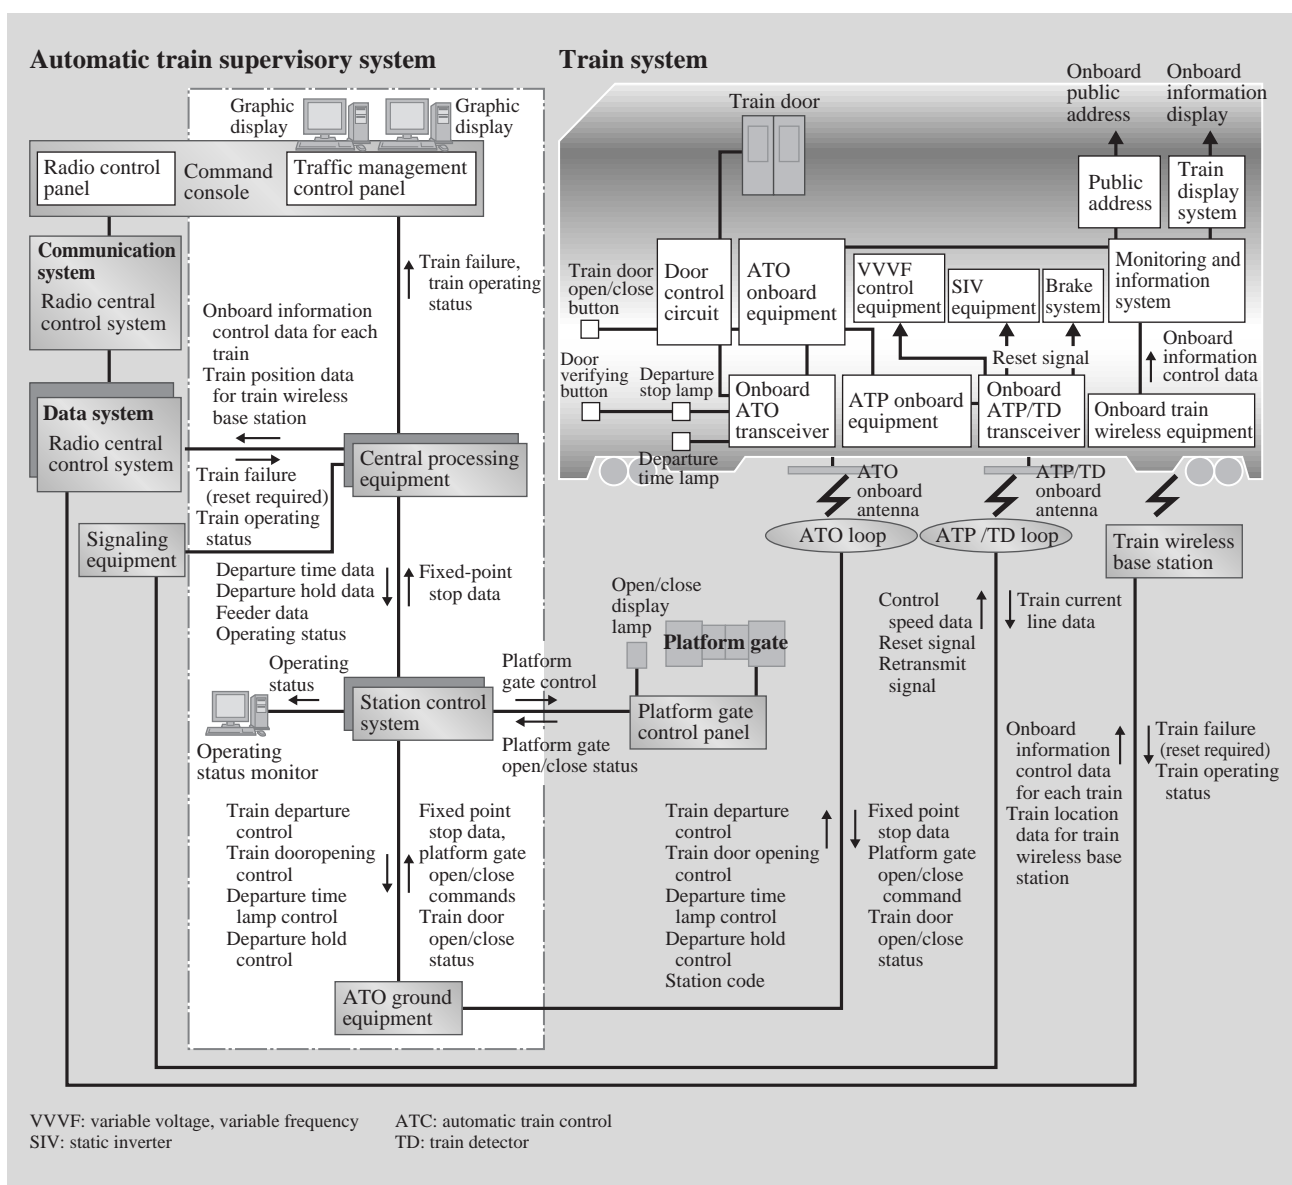 Automatic train supervisory system
Train system
Graphic
display
Graphic
display
Radio control
panel
Command
console
Traffic management
control panel
Communication
system
Radio central
control system
Train failure,
train operating
status
Onboard information
control data for each
train
Train position data
for train wireless
base station
Data system
Radio central
control system
Train failure
(reset required)
Train operating
status
Central processing
equipment
Signaling
equipment
Departure time data
Departure hold data
Feeder data
Operating status
Fixed-point
stop data
Operating
status
Station control
system
Operating
status monitor
Platform
gate control
Platform gate
open/close status
Open/close
display
lamp
Platform gate
Platform gate
control panel
Train departure
control
Train dooropening
control
Departure time
lamp control
Departure hold
control
Fixed point
stop data,
platform gate
open/close
commands
Train door
open/close
status
ATO ground
equipment
Train door
Onboard
public
address
Onboard
information
display
Public
address
Train
display
system
Train door
open/close
button
Door
control
circuit
ATO
onboard
equipment
VVVF
control
equipment
SIV
equipment
Brake
system
Monitoring and
information
system
Reset signal
Onboard
information
control data
Door
verifying
button
Departure
stop lamp
Onboard
ATO
transceiver
ATP onboard
equipment
Onboard
ATP/TD
transceiver
Onboard train
wireless equipment
Departure
time lamp
ATO
onboard
antenna
ATP/TD
onboard
antenna
ATO loop
ATP /TD loop
Train wireless
base station
Control
speed data
Reset signal
Retransmit
signal
Train current
line data
Onboard
information
control data
for each train
Train location
data for train
wireless base
station
Train failure
(reset required)
Train operating
status
Train departure
control
Train door opening
control
Departure time
lamp control
Departure hold
control
Station code
Fixed point
stop data
Platform gate
open/close
command
Train door
open/close
status
VVVF: variable voltage, variable frequency
SIV: static inverter
ATC: automatic train control
TD: train detector